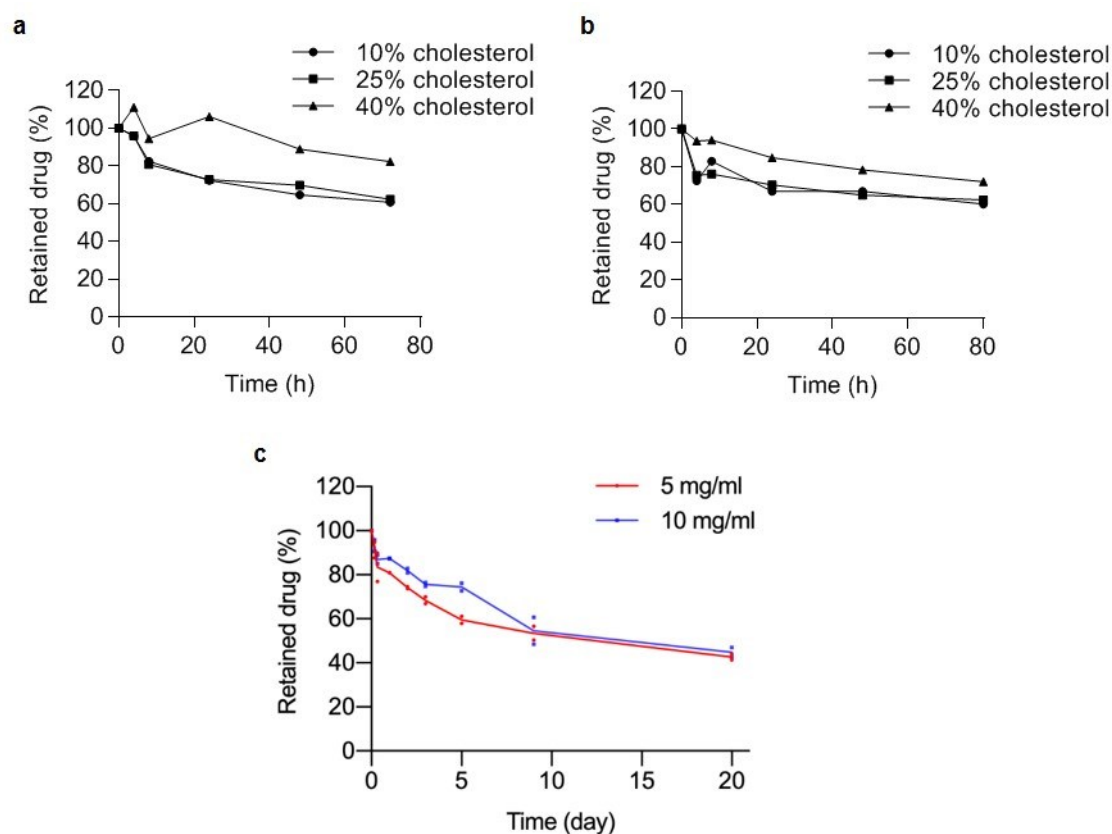 a
10% cholesterol
25% cholesterol
40% cholesterol
120
100
80
60
40
20
0
Retained drug (%)
0 20 40 60 80
Time (h)
b
10% cholesterol
25% cholesterol
40% cholesterol
120
100
80
60
40
20
0
Retained drug (%)
0 20 40 60 80
Time (h)
c
5 mg/ml
10 mg/ml
120
100
80
60
40
20
0
Retained drug (%)
0 5 10 15 20
Time (day)